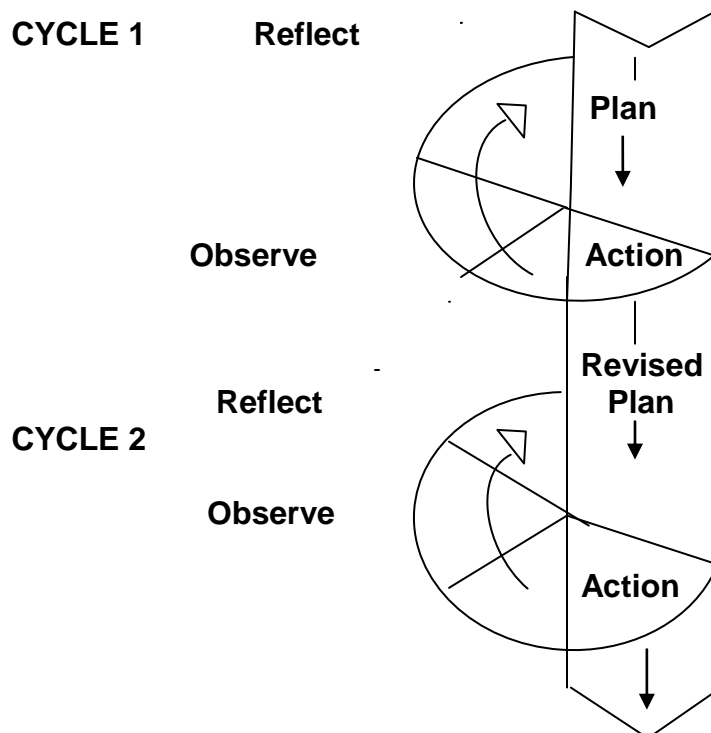 CYCLE 1
Reflect
Plan
Observe
Action
Revised
Plan
Reflect
CYCLE 2
Observe
Action